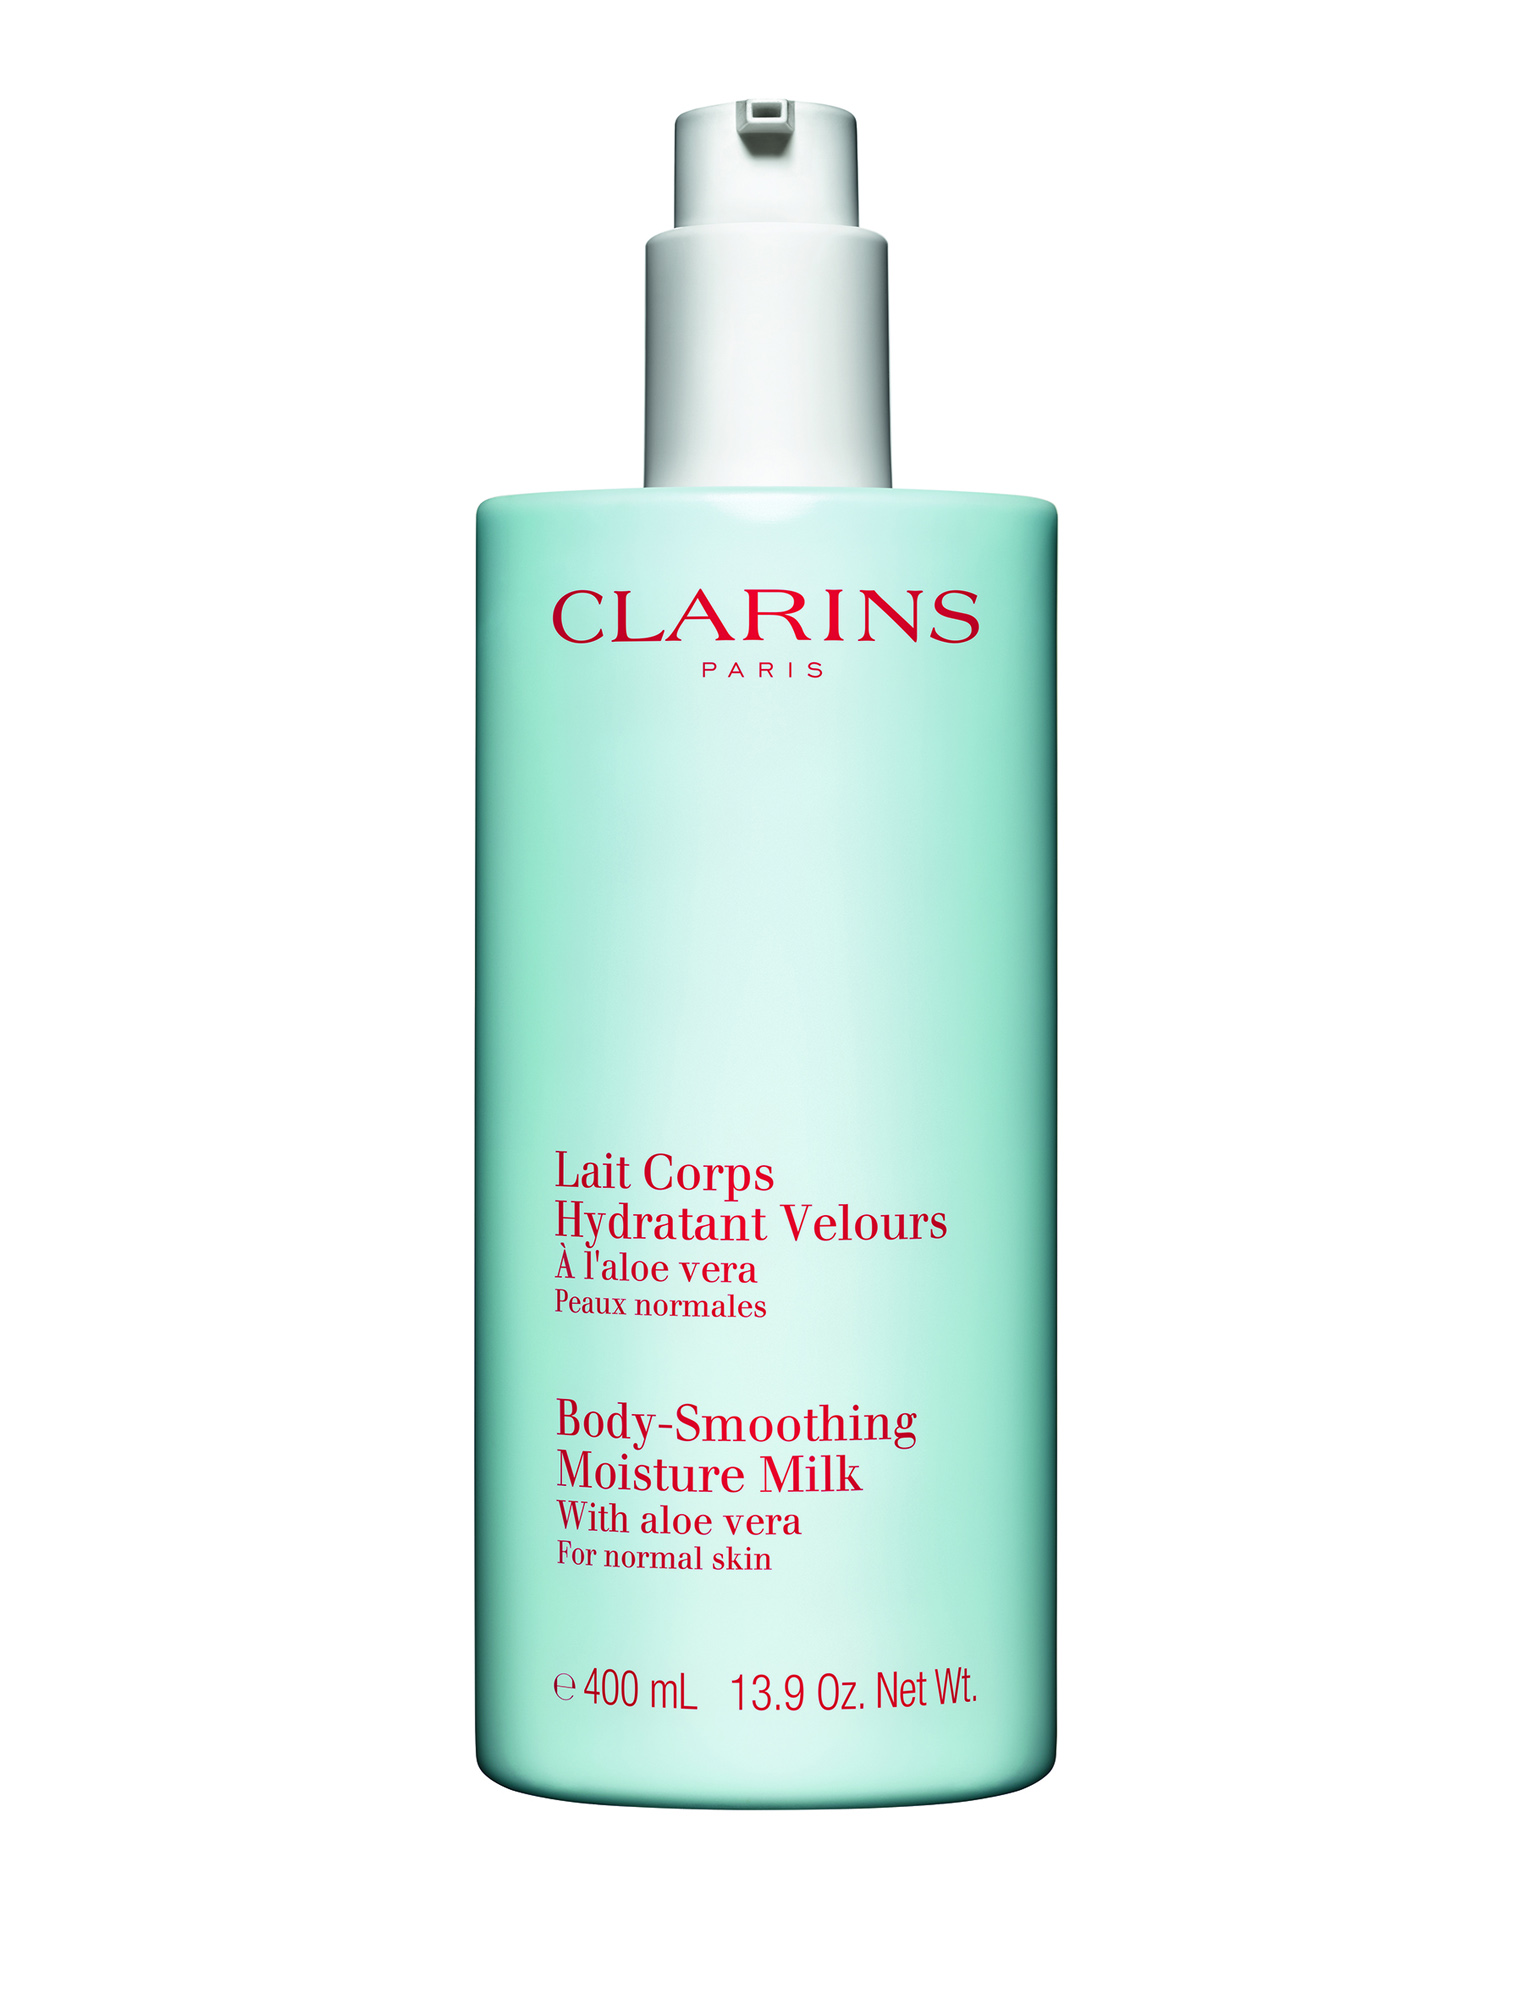 CLARINS
PARIS
Lait Corps
Hydratant Velours
À l'aloe vera
Peaux normales
Body-Smoothing
Moisture Milk
With aloe vera
For normal skin
℮ 400 mL 13.9 Oz. Net Wt.